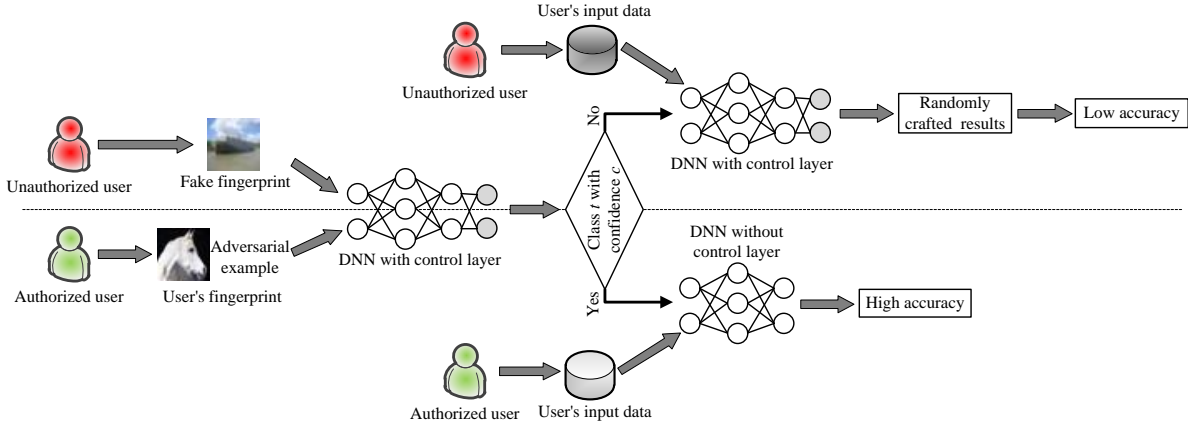 User's input data
Unauthorized user
No
Randomly
crafted results
Low accuracy
DNN with control layer
Unauthorized user
Fake fingerprint
Class t with
confidence c
Adversarial
example
DNN with control layer
Authorized user
User's fingerprint
DNN without
control layer
Yes
High accuracy
Authorized user
User's input data